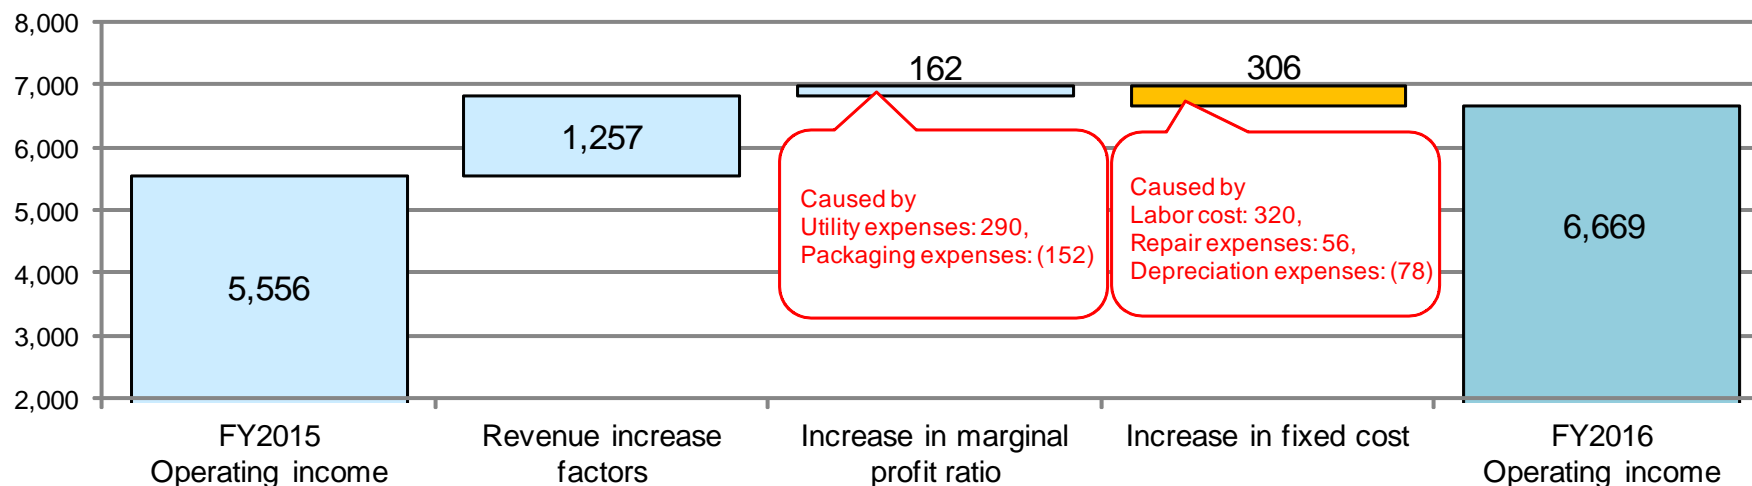 8,000
7,000
6,000
5,000
4,000
3,000
2,000
5,556
1,257
162
306
6,669
Caused by
Utility expenses: 290,
Packaging expenses: (152)
Caused by
Labor cost: 320,
Repair expenses: 56,
Depreciation expenses: (78)
FY2015
Operating income
Revenue increase
factors
Increase in marginal
profit ratio
Increase in fixed cost
FY2016
Operating income